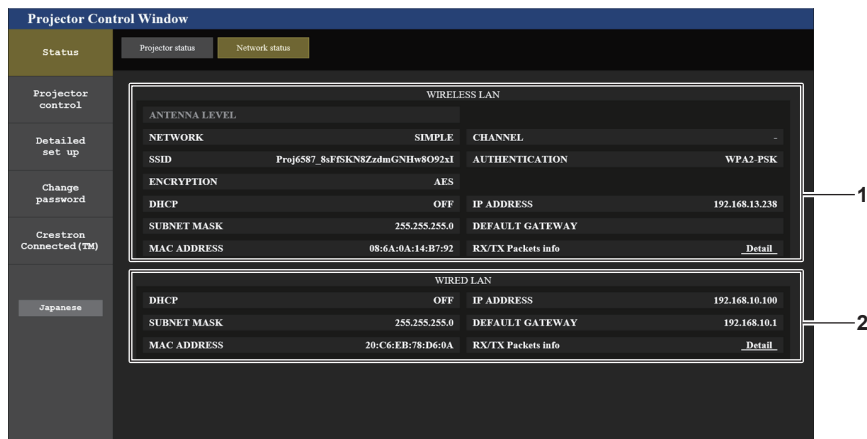 Projector Control Window
Status
Projector status
Network status
Projector
control
Detailed
set up
Change
password
Crestron
Connected(TM)
Japanese
WIRELESS LAN
ANTENNA LEVEL
NETWORK SIMPLE CHANNEL -
SSID Proj6587_8sFfSKN8ZzdmGNHw8O92xI AUTHENTICATION WPA2-PSK
ENCRYPTION AES
DHCP OFF IP ADDRESS 192.168.13.238
SUBNET MASK 255.255.255.0 DEFAULT GATEWAY
MAC ADDRESS 08:6A:0A:14:B7:92 RX/TX Packets info Detail
1
WIRED LAN
DHCP OFF IP ADDRESS 192.168.10.100
SUBNET MASK 255.255.255.0 DEFAULT GATEWAY 192.168.10.1
MAC ADDRESS 20:C6:EB:78:D6:0A RX/TX Packets info Detail
2